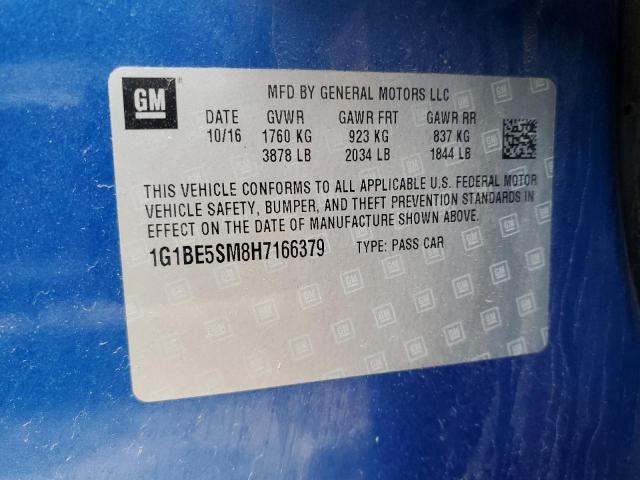 GM MFD BY GENERAL MOTORS LLC
DATE GVWR GAWR FRT GAWR RR
10/16 1760 KG 923 KG 837 KG
3878 LB 2034 LB 1844 LB
THIS VEHICLE CONFORMS TO ALL APPLICABLE U.S. FEDERAL MOTOR
VEHICLE SAFETY, BUMPER, AND THEFT PREVENTION STANDARDS IN
EFFECT ON THE DATE OF MANUFACTURE SHOWN ABOVE.
1G1BE5SM8H7166379 TYPE: PASS CAR